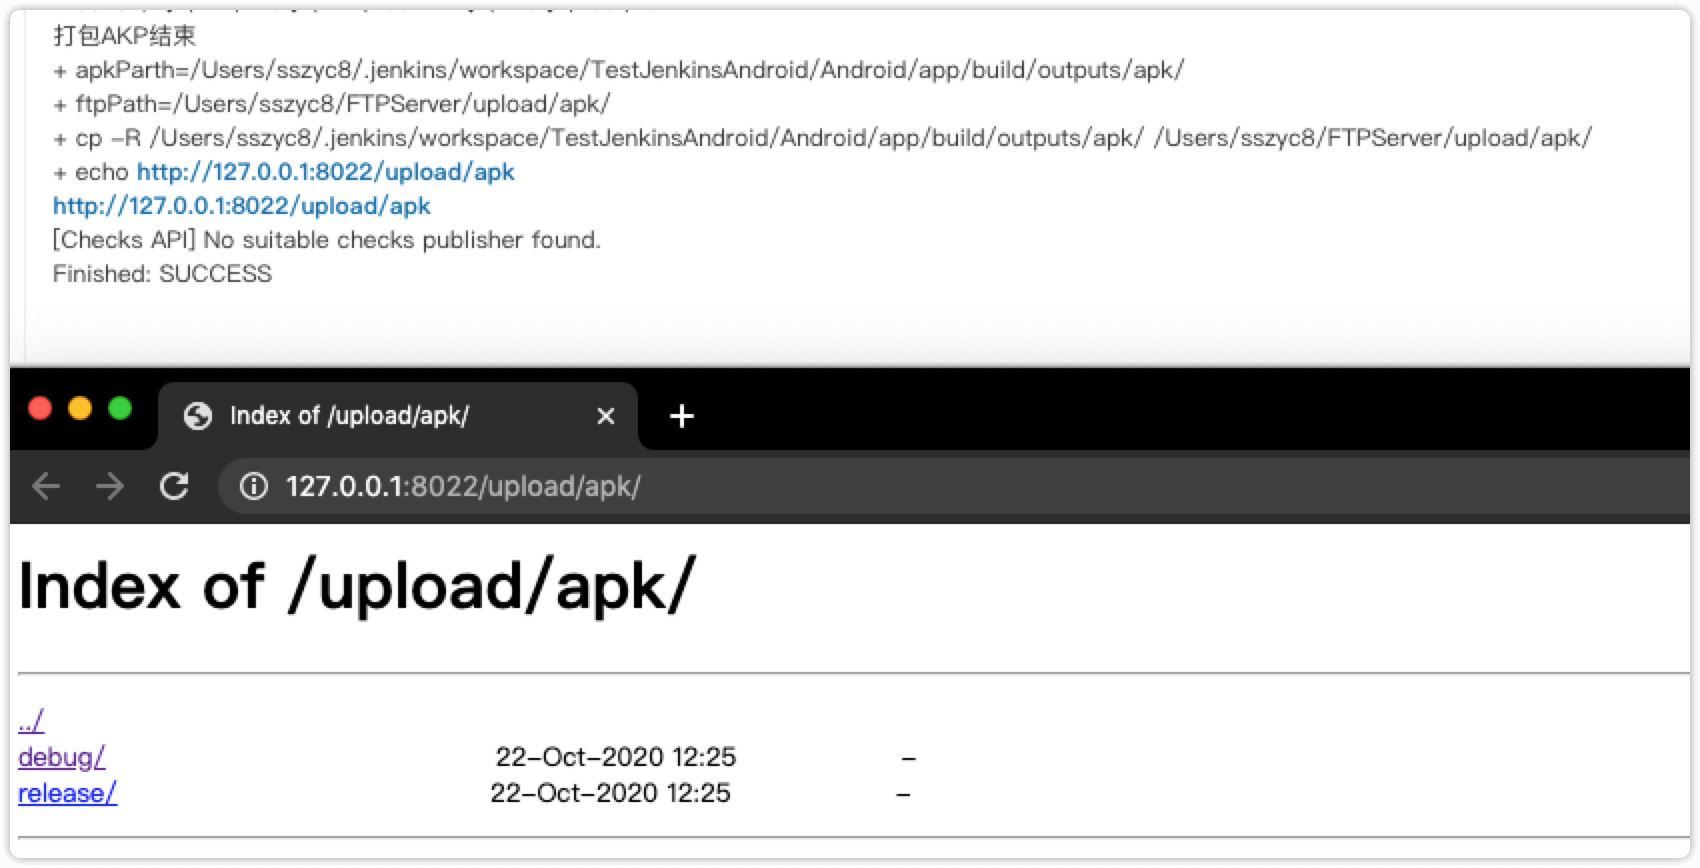 打包AKP结束
+ apkParth=/Users/sszyc8/.jenkins/workspace/TestJenkinsAndroid/Android/app/build/outputs/apk/
+ ftpPath=/Users/sszyc8/FTPServer/upload/apk/
+ cp -R /Users/sszyc8/.jenkins/workspace/TestJenkinsAndroid/Android/app/build/outputs/apk/ /Users/sszyc8/FTPServer/upload/apk/
+ echo http://127.0.0.1:8022/upload/apk
http://127.0.0.1:8022/upload/apk
[Checks API] No suitable checks publisher found.
Finished: SUCCESS
Index of /upload/apk/
127.0.0.1:8022/upload/apk/
Index of /upload/apk/
../
debug/ 22-Oct-2020 12:25 -
release/ 22-Oct-2020 12:25 -